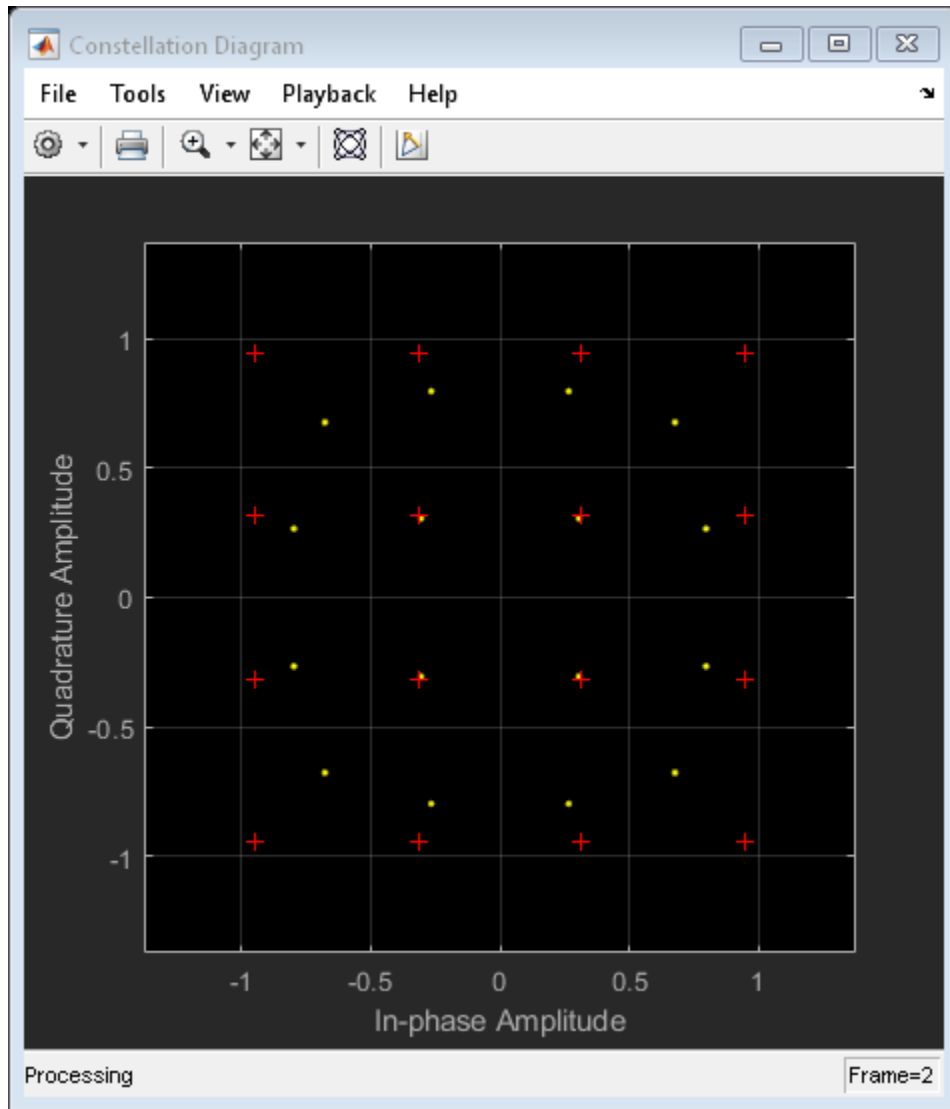 Constellation Diagram
File Tools View Playback Help
1
0.5
0
-0.5
-1
Quadrature Amplitude
-1 -0.5 0 0.5 1
In-phase Amplitude
Processing Frame=2